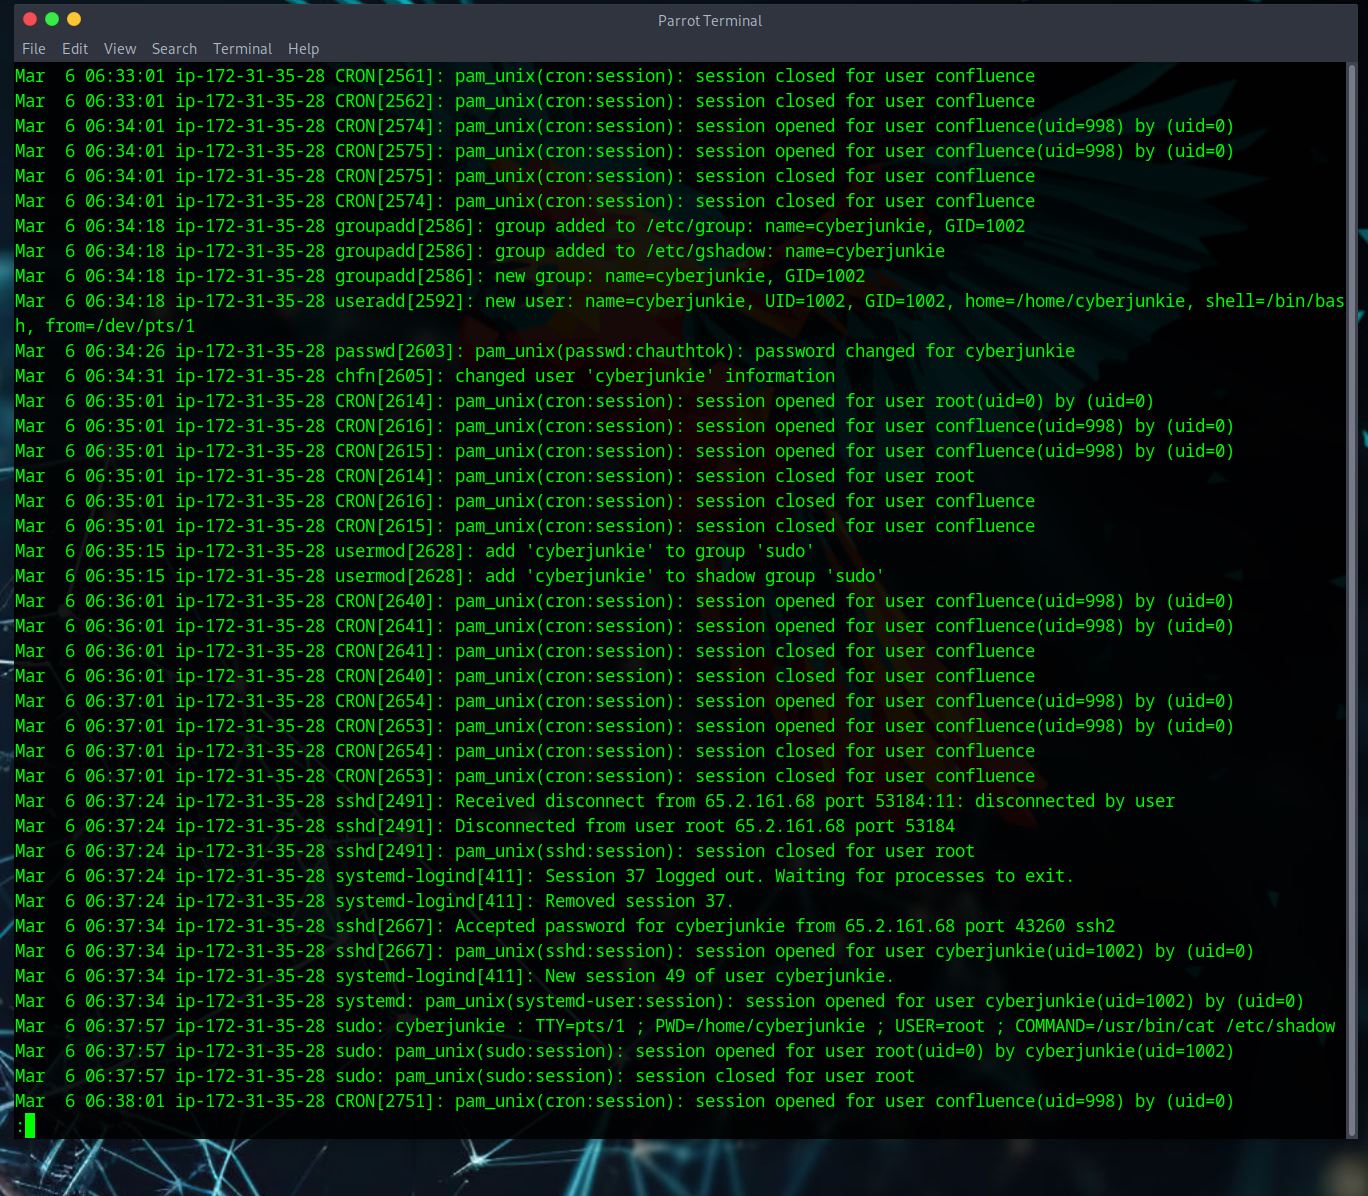 Parrot Terminal
File Edit View Search Terminal Help
Mar  6 06:33:01 ip-172-31-35-28 CRON[2561]: pam_unix(cron:session): session closed for user confluence
Mar  6 06:33:01 ip-172-31-35-28 CRON[2562]: pam_unix(cron:session): session closed for user confluence
Mar  6 06:34:01 ip-172-31-35-28 CRON[2574]: pam_unix(cron:session): session opened for user confluence(uid=998) by (uid=0)
Mar  6 06:34:01 ip-172-31-35-28 CRON[2575]: pam_unix(cron:session): session opened for user confluence(uid=998) by (uid=0)
Mar  6 06:34:01 ip-172-31-35-28 CRON[2575]: pam_unix(cron:session): session closed for user confluence
Mar  6 06:34:01 ip-172-31-35-28 CRON[2574]: pam_unix(cron:session): session closed for user confluence
Mar  6 06:34:18 ip-172-31-35-28 groupadd[2586]: group added to /etc/group: name=cyberjunkie, GID=1002
Mar  6 06:34:18 ip-172-31-35-28 groupadd[2586]: group added to /etc/gshadow: name=cyberjunkie
Mar  6 06:34:18 ip-172-31-35-28 groupadd[2586]: new group: name=cyberjunkie, GID=1002
Mar  6 06:34:18 ip-172-31-35-28 useradd[2592]: new user: name=cyberjunkie, UID=1002, GID=1002, home=/home/cyberjunkie, shell=/bin/bas
h, from=/dev/pts/1
Mar  6 06:34:26 ip-172-31-35-28 passwd[2603]: pam_unix(passwd:chauthtok): password changed for cyberjunkie
Mar  6 06:34:31 ip-172-31-35-28 chfn[2605]: changed user 'cyberjunkie' information
Mar  6 06:35:01 ip-172-31-35-28 CRON[2614]: pam_unix(cron:session): session opened for user root(uid=0) by (uid=0)
Mar  6 06:35:01 ip-172-31-35-28 CRON[2616]: pam_unix(cron:session): session opened for user confluence(uid=998) by (uid=0)
Mar  6 06:35:01 ip-172-31-35-28 CRON[2615]: pam_unix(cron:session): session opened for user confluence(uid=998) by (uid=0)
Mar  6 06:35:01 ip-172-31-35-28 CRON[2614]: pam_unix(cron:session): session closed for user root
Mar  6 06:35:01 ip-172-31-35-28 CRON[2616]: pam_unix(cron:session): session closed for user confluence
Mar  6 06:35:01 ip-172-31-35-28 CRON[2615]: pam_unix(cron:session): session closed for user confluence
Mar  6 06:35:15 ip-172-31-35-28 usermod[2628]: add 'cyberjunkie' to group 'sudo'
Mar  6 06:35:15 ip-172-31-35-28 usermod[2628]: add 'cyberjunkie' to shadow group 'sudo'
Mar  6 06:36:01 ip-172-31-35-28 CRON[2640]: pam_unix(cron:session): session opened for user confluence(uid=998) by (uid=0)
Mar  6 06:36:01 ip-172-31-35-28 CRON[2641]: pam_unix(cron:session): session opened for user confluence(uid=998) by (uid=0)
Mar  6 06:36:01 ip-172-31-35-28 CRON[2641]: pam_unix(cron:session): session closed for user confluence
Mar  6 06:36:01 ip-172-31-35-28 CRON[2640]: pam_unix(cron:session): session closed for user confluence
Mar  6 06:37:01 ip-172-31-35-28 CRON[2654]: pam_unix(cron:session): session opened for user confluence(uid=998) by (uid=0)
Mar  6 06:37:01 ip-172-31-35-28 CRON[2653]: pam_unix(cron:session): session opened for user confluence(uid=998) by (uid=0)
Mar  6 06:37:01 ip-172-31-35-28 CRON[2654]: pam_unix(cron:session): session closed for user confluence
Mar  6 06:37:01 ip-172-31-35-28 CRON[2653]: pam_unix(cron:session): session closed for user confluence
Mar  6 06:37:24 ip-172-31-35-28 sshd[2491]: Received disconnect from 65.2.161.68 port 53184:11: disconnected by user
Mar  6 06:37:24 ip-172-31-35-28 sshd[2491]: Disconnected from user root 65.2.161.68 port 53184
Mar  6 06:37:24 ip-172-31-35-28 sshd[2491]: pam_unix(sshd:session): session closed for user root
Mar  6 06:37:24 ip-172-31-35-28 systemd-logind[411]: Session 37 logged out. Waiting for processes to exit.
Mar  6 06:37:24 ip-172-31-35-28 systemd-logind[411]: Removed session 37.
Mar  6 06:37:34 ip-172-31-35-28 sshd[2667]: Accepted password for cyberjunkie from 65.2.161.68 port 43260 ssh2
Mar  6 06:37:34 ip-172-31-35-28 sshd[2667]: pam_unix(sshd:session): session opened for user cyberjunkie(uid=1002) by (uid=0)
Mar  6 06:37:34 ip-172-31-35-28 systemd-logind[411]: New session 49 of user cyberjunkie.
Mar  6 06:37:34 ip-172-31-35-28 systemd: pam_unix(systemd-user:session): session opened for user cyberjunkie(uid=1002) by (uid=0)
Mar  6 06:37:57 ip-172-31-35-28 sudo: cyberjunkie : TTY=pts/1 ; PWD=/home/cyberjunkie ; USER=root ; COMMAND=/usr/bin/cat /etc/shadow
Mar  6 06:37:57 ip-172-31-35-28 sudo: pam_unix(sudo:session): session opened for user root(uid=0) by cyberjunkie(uid=1002)
Mar  6 06:37:57 ip-172-31-35-28 sudo: pam_unix(sudo:session): session closed for user root
Mar  6 06:38:01 ip-172-31-35-28 CRON[2751]: pam_unix(cron:session): session opened for user confluence(uid=998) by (uid=0)
: